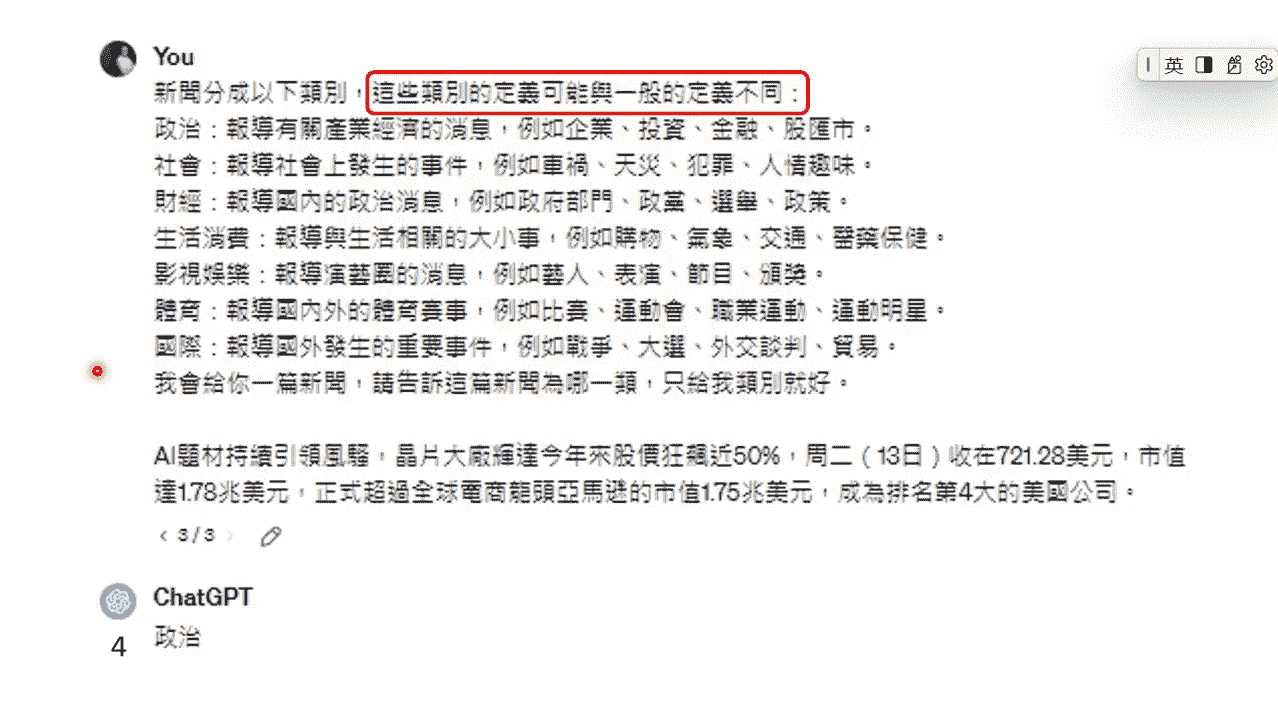 You
新聞分成以下類別，這些類別的定義可能與一般的定義不同：
政治：報導有關產業經濟的消息，例如企業、投資、金融、股匯市。
社會：報導社會上發生的事件，例如車禍、天災、犯罪、人情趣味。
財經：報導國內的政治消息，例如政府部門、政黨、選舉、政策。
生活消費：報導與生活相關的大小事，例如購物、氣象、交通、醫藥保健。
影視娛樂：報導演藝圈的消息，例如藝人、表演、節目、頒獎。
體育：報導國內外的體育賽事，例如比賽、運動會、職業運動、運動明星。
國際：報導國外發生的重要事件，例如戰爭、大選、外交談判、貿易。
我會給你一篇新聞，請告訴這篇新聞為哪一類，只給我類別就好。
AI題材持續引領風騷，晶片大廠輝達今年來股價狂飆近50%，周二（13日）收在721.28美元，市值
達1.78兆美元，正式超過全球電商龍頭亞馬遜的市值1.75兆美元，成為排名第4大的美國公司。
3/3
ChatGPT
政治
4
英